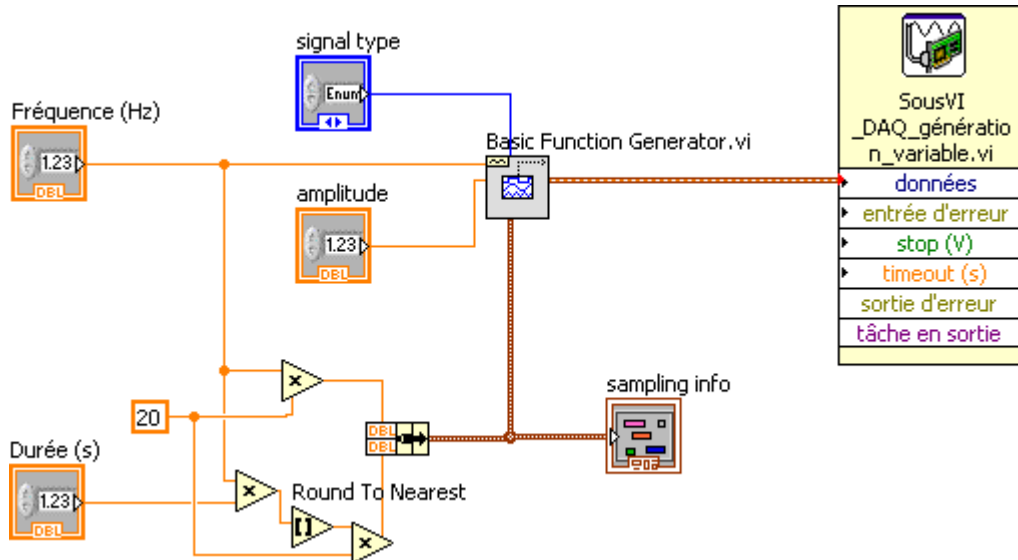 signal type
Enum
Fréquence (Hz)
1.23
DBL
amplitude
1.23
DBL
Basic Function Generator.vi
SousVI
_DAQ_génératio
n_variable.vi
données
entrée d'erreur
stop (V)
timeout (s)
sortie d'erreur
tâche en sortie
20
DBL
DBL
sampling info
Durée (s)
1.23
DBL
Round To Nearest